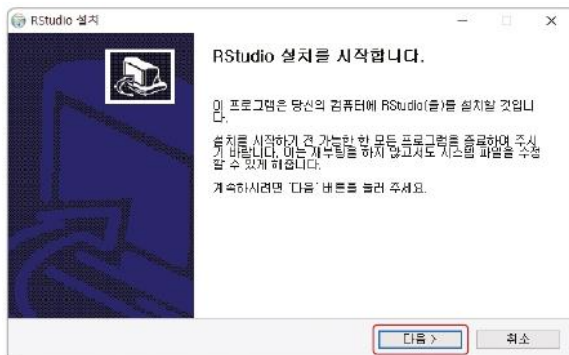 RStudio 설치
RStudio 설치를 시작합니다.
이 프로그램은 당신의 컴퓨터에 RStudio(을)를 설치할 것입니
다.
설치를 시작하기 전 가능한 한 모든 프로그램을 종료하여 주시
기 바랍니다. 이는 재부팅을 하지 않고서도 시스템 파일을 수정
할 수 있게 해줍니다.
계속하시려면 '다음' 버튼을 눌러 주세요.
다음 >
취소